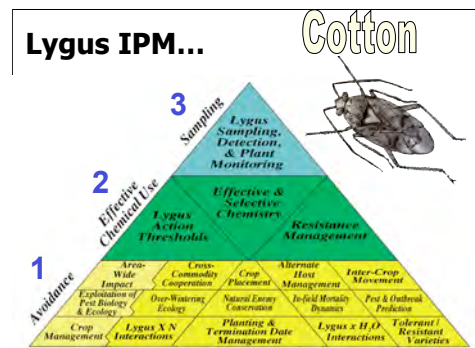 Lygus IPM...
Cotton
3
Sampling
Lygus
Sampling,
Detection,
& Plant
Monitoring
2
Effective
Chemical Use
Lygus
Action
Thresholds
Effective &
Selective
Chemistry
Resistance
Management
1
Avoidance
Area-
Wide
Impact
Cross-
Commodity
Cooperation
Crop
Placement
Alternate
Host
Management
Inter-Crop
Movement
Exploitation of
Pest Biology
& Ecology
Over-Wintering
Ecology
Natural Enemy
Conservation
In-field Mortality
Dynamics
Pest & Outbreak
Prediction
Crop
Management
Lygus X N
Interactions
Planting &
Termination Date
Management
Lygus x H2O
Interactions
Tolerant /
Resistant
Varieties